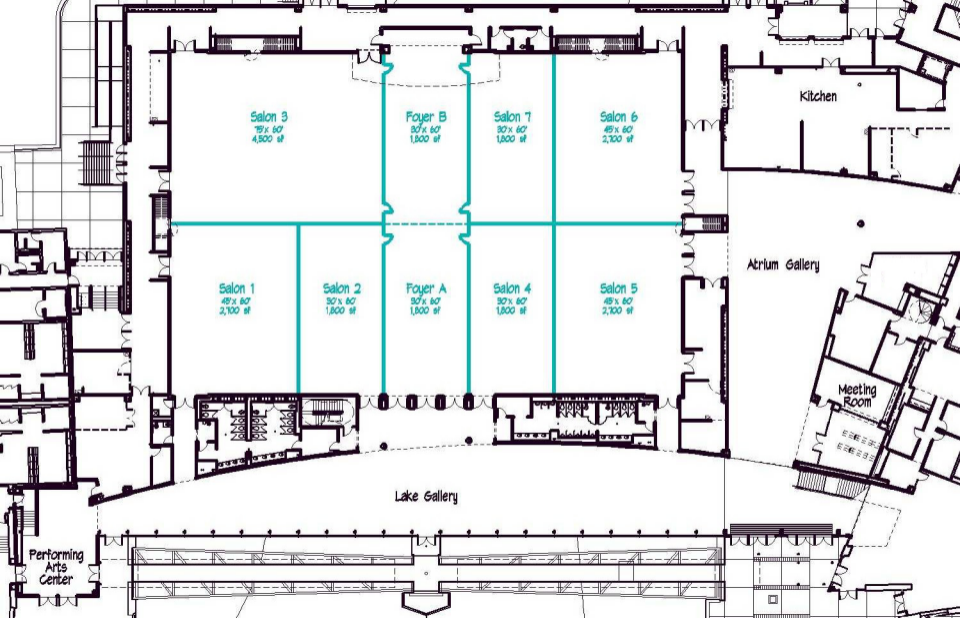 Salon 3
75' x 60'
4,500 sf
Foyer B
30' x 60'
1,800 sf
Salon 7
30' x 60'
1,800 sf
Salon 6
45' x 60'
2,700 sf
Kitchen
Atrium Gallery
Salon 1
45' x 60'
2,700 sf
Salon 2
30' x 60'
1,800 sf
Foyer A
30' x 60'
1,800 sf
Salon 4
30' x 60'
1,800 sf
Salon 5
45' x 60'
2,700 sf
Meeting
Room
Lake Gallery
Performing
Arts
Center